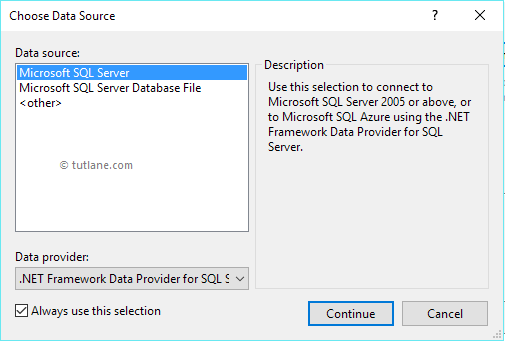 Choose Data Source
?
Data source:
Microsoft SQL Server
Microsoft SQL Server Database File
<other>
© tutlane.com
Description
Use this selection to connect to
Microsoft SQL Server 2005 or above, or
to Microsoft SQL Azure using the .NET
Framework Data Provider for SQL
Server.
Data provider:
.NET Framework Data Provider for SQL S
Always use this selection
Continue
Cancel